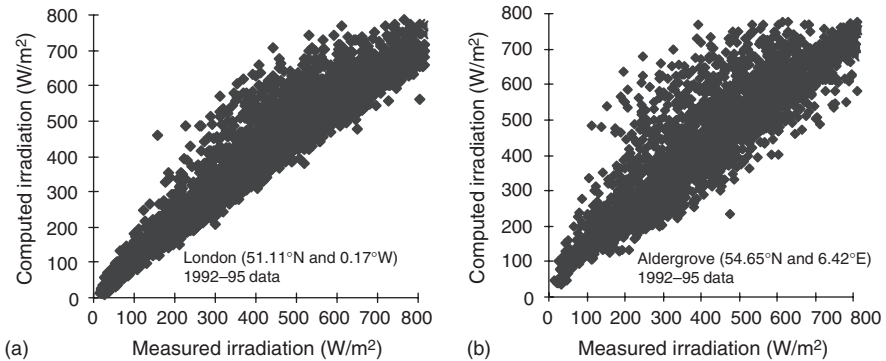 Computed irradiation (W/m²)
800
700
600
500
400
300
200
100
0
London (51.11°N and 0.17°W)
1992–95 data
0 100 200 300 400 500 600 700 800
(a) Measured irradiation (W/m²)
Computed irradiation (W/m²)
800
700
600
500
400
300
200
100
0
Aldergrove (54.65°N and 6.42°E)
1992–95 data
0 100 200 300 400 500 600 700 800
(b) Measured irradiation (W/m²)